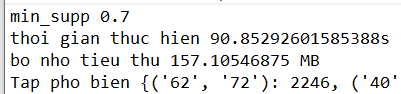 min_supp 0.7
thoi gian thuc hien 90.85292601585388s
bo nho tieu thu 157.10546875 MB
Tap pho bien {('62', '72'): 2246, ('40'